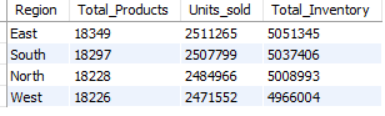 Region Total_Products Units_sold Total_Inventory
East 18349 2511265 5051345
South 18297 2507799 5037406
North 18228 2484966 5008993
West 18226 2471552 4966004